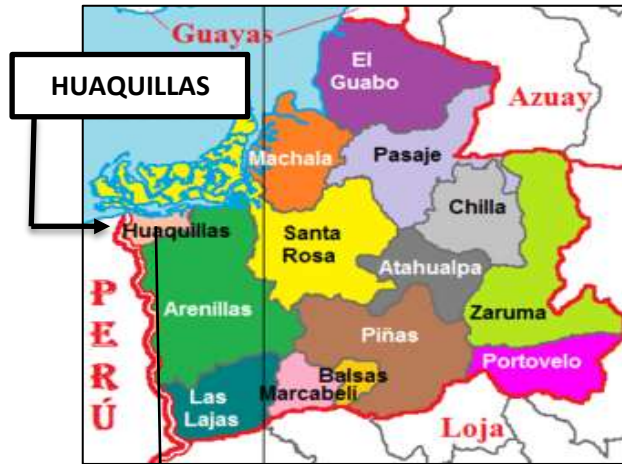 Guayas
HUAQUILLAS
El
Guabo
Azuay
Machala
Pasaje
Chilla
Huaquillas
Santa
Rosa
Atahualpa
PERÚ
Arenillas
Zaruma
Piñas
Portovelo
Balsas
Marcabelí
Las
Lajas
Loja